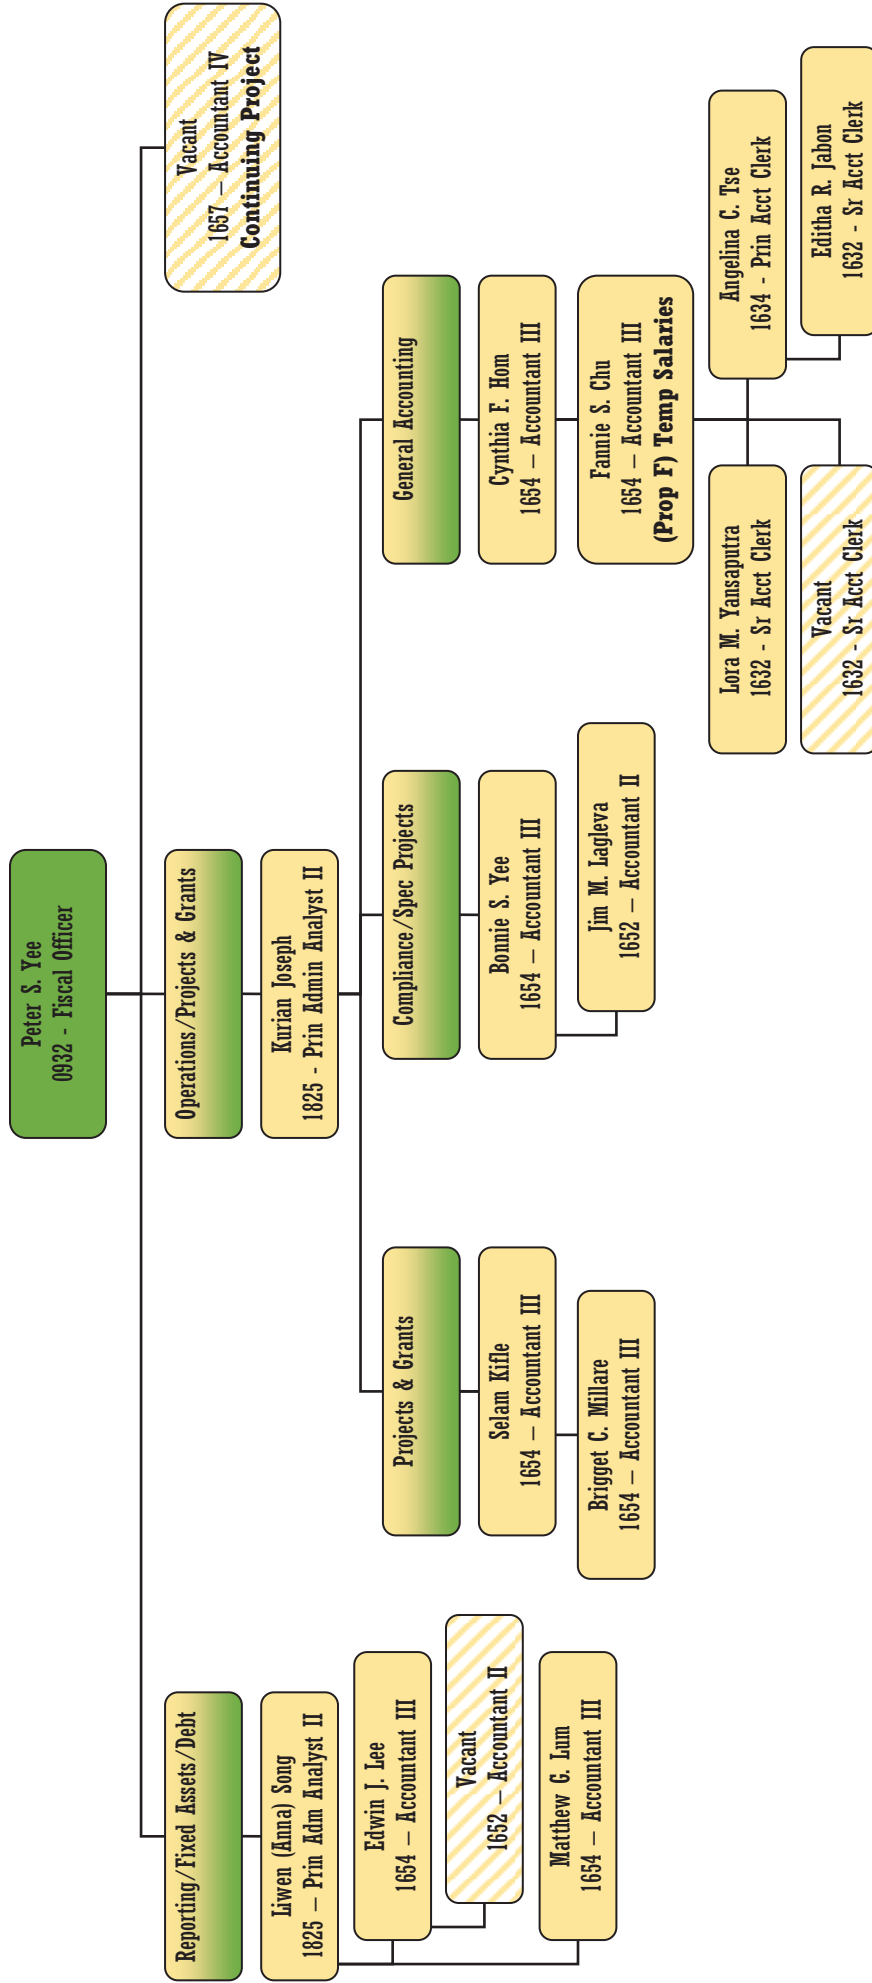 Peter S. Yee
0932 - Fiscal Officer
Reporting/Fixed Assets/Debt
Liwen (Anna) Song
1825 – Prin Adm Analyst II
Edwin J. Lee
1654 – Accountant III
Vacant
1652 – Accountant II
Matthew G. Lum
1654 – Accountant III
Operations/Projects & Grants
Kurian Joseph
1825 - Prin Admin Analyst II
Projects & Grants
Selam Kifle
1654 – Accountant III
Brigget C. Millare
1654 – Accountant III
Compliance/Spec Projects
Bonnie S. Yee
1654 – Accountant III
Jim M. Lagleva
1652 – Accountant II
General Accounting
Cynthia F. Hom
1654 – Accountant III
Fannie S. Chu
1654 – Accountant III
(Prop F) Temp Salaries
Lora M. Yansaputra
1632 - Sr Acct Clerk
Angelina C. Tse
1634 - Prin Acct Clerk
Vacant
1632 - Sr Acct Clerk
Editha R. Jabon
1632 - Sr Acct Clerk
Vacant
1657 – Accountant IV
Continuing Project